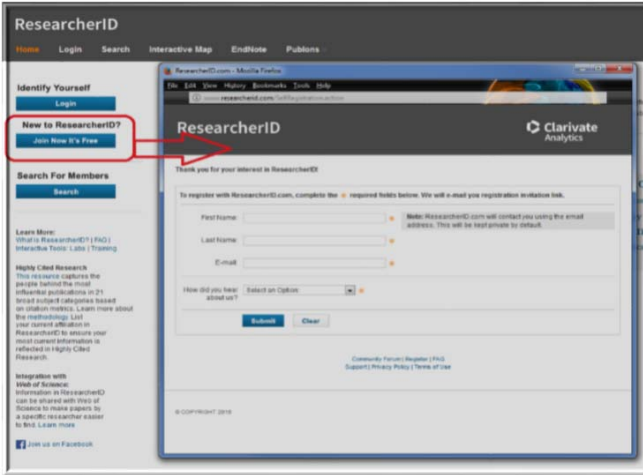 ResearcherID
Home Login Search Interactive Map EndNote Publons
Identify Yourself
Login
New to ResearcherID?
Join Now It's Free
Search For Members
Search
Learn More:
What is ResearcherID? | FAQ |
Interactive Tools: Labs | Training
Highly Cited Research
This resource captures the
people behind the most
influential publications in 21
broad subject categories based
on citation metrics. Learn more about
the methodology. List
your current affiliation in
ResearcherID to ensure your
most current information is
reflected in Highly Cited
Research.
Integration with
Web of Science:
Information in ResearcherID
can be shared with Web of
Science to make papers by
a specific researcher easier
to find. Learn more
Join us on Facebook
ResearcherID.com - Mozilla Firefox
File Edit View History Bookmarks Tools Help
www.researcherid.com/SelfRegistration.action
ResearcherID
Clarivate
Analytics
Thank you for your interest in ResearcherID!
To register with ResearcherID.com, complete the required fields below. We will e-mail you registration invitation link.
First Name:
Note: ResearcherID.com will contact you using the email
address. This will be kept private by default.
Last Name:
E-mail:
How did you hear
about us?
Select an Option:
Submit Clear
Community Forum | Register | FAQ
Support | Privacy Policy | Terms of Use